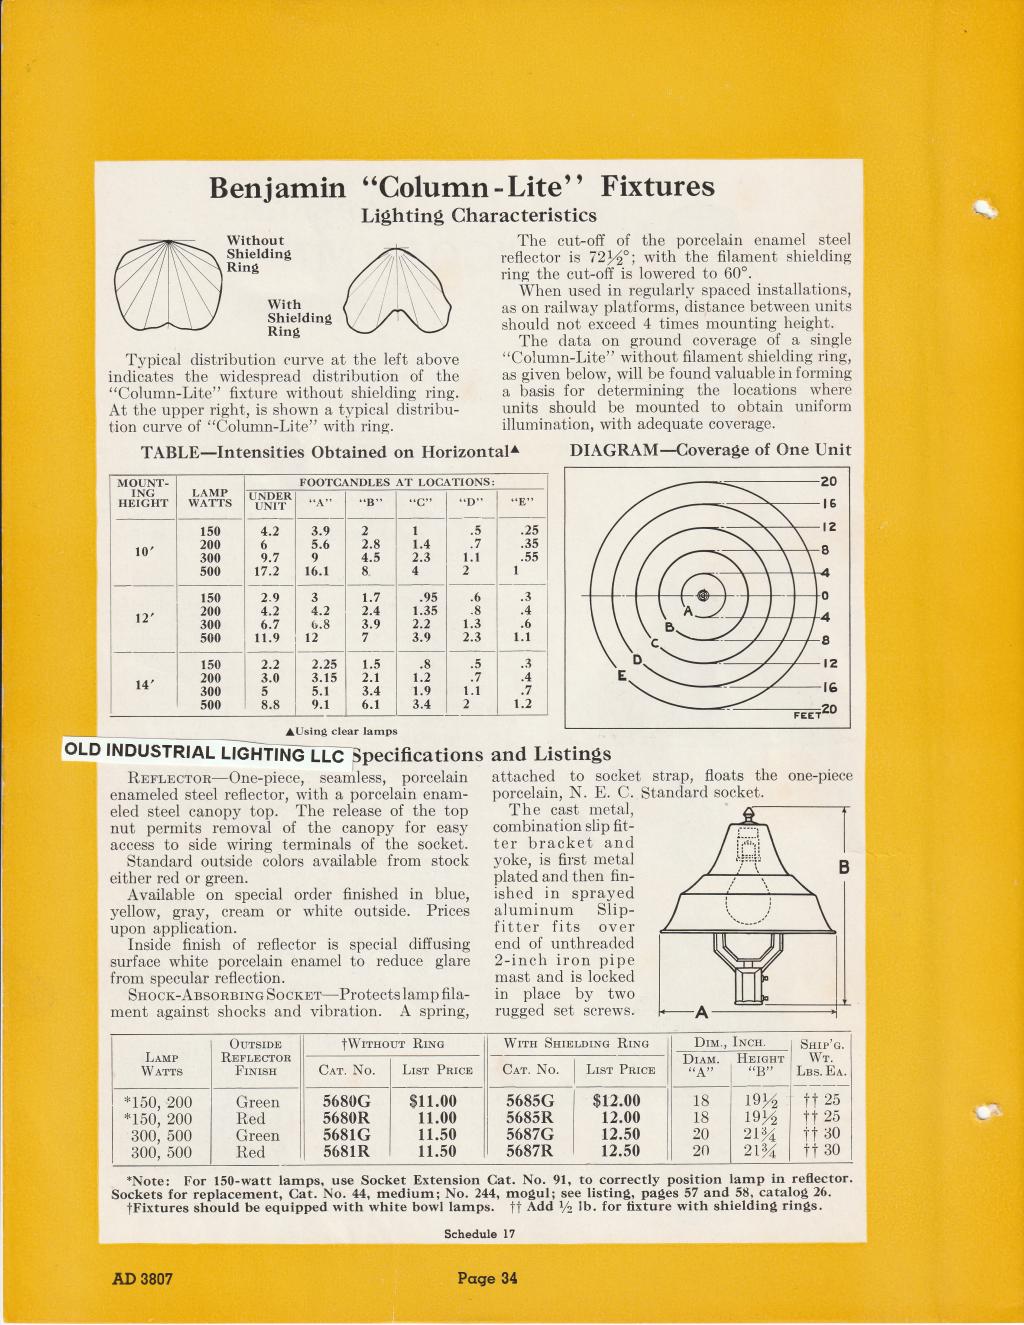 Benjamin “Column-Lite” Fixtures
Lighting Characteristics
Without
Shielding
Ring
With
Shielding
Ring
Typical distribution curve at the left above
indicates the widespread distribution of the
“Column-Lite” fixture without shielding ring.
At the upper right, is shown a typical distribu-
tion curve of “Column-Lite” with ring.
The cut-off of the porcelain enamel steel
reflector is 72½°; with the filament shielding
ring the cut-off is lowered to 60°.
When used in regularly spaced installations,
as on railway platforms, distance between units
should not exceed 4 times mounting height.
The data on ground coverage of a single
“Column-Lite” without filament shielding ring,
as given below, will be found valuable in forming
a basis for determining the locations where
units should be mounted to obtain uniform
illumination, with adequate coverage.
TABLE—Intensities Obtained on Horizontal▲
MOUNT-
ING
HEIGHT
LAMP
WATTS
FOOTCANDLES AT LOCATIONS:
UNDER
UNIT
“A” “B” “C” “D” “E”
10′
150 4.2 3.9 2 1 .5 .25
200 6 5.6 2.8 1.4 .7 .35
300 9.7 9 4.5 2.3 1.1 .55
500 17.2 16.1 8 4 2 1
12′
150 2.9 3 1.7 .95 .6 .3
200 4.2 4.2 2.4 1.35 .8 .4
300 6.7 6.8 3.9 2.2 1.3 .6
500 11.9 12 7 3.9 2.3 1.1
14′
150 2.2 2.25 1.5 .8 .5 .3
200 3.0 3.15 2.1 1.2 .7 .4
300 5 5.1 3.4 1.9 1.1 .7
500 8.8 9.1 6.1 3.4 2 1.2
▲Using clear lamps
DIAGRAM—Coverage of One Unit
20
16
12
8
4
0
4
8
12
16
20
FEET
A
B
C
D
E
OLD INDUSTRIAL LIGHTING LLC
Specifications and Listings
REFLECTOR—One-piece, seamless, porcelain
enameled steel reflector, with a porcelain enam-
eled steel canopy top. The release of the top
nut permits removal of the canopy for easy
access to side wiring terminals of the socket.
Standard outside colors available from stock
either red or green.
Available on special order finished in blue,
yellow, gray, cream or white outside. Prices
upon application.
Inside finish of reflector is special diffusing
surface white porcelain enamel to reduce glare
from specular reflection.
SHOCK-ABSORBING SOCKET—Protects lamp fila-
ment against shocks and vibration. A spring,
attached to socket strap, floats the one-piece
porcelain, N. E. C. Standard socket.
The cast metal,
combination slip fit-
ter bracket and
yoke, is first metal
plated and then fin-
ished in sprayed
aluminum Slip-
fitter fits over
end of unthreaded
2-inch iron pipe
mast and is locked
in place by two
rugged set screws.
B
A
LAMP
WATTS
OUTSIDE
REFLECTOR
FINISH
†WITHOUT RING
CAT. NO. LIST PRICE
WITH SHIELDING RING
CAT. NO. LIST PRICE
DIM., INCH.
DIAM.
“A”
HEIGHT
“B”
SHIP’G.
WT.
LBS. EA.
*150, 200 Green 5680G $11.00 5685G $12.00 18 19½ †† 25
*150, 200 Red 5680R 11.00 5685R 12.00 18 19½ †† 25
300, 500 Green 5681G 11.50 5687G 12.50 20 21¾ †† 30
300, 500 Red 5681R 11.50 5687R 12.50 20 21¾ †† 30
*Note: For 150-watt lamps, use Socket Extension Cat. No. 91, to correctly position lamp in reflector.
Sockets for replacement, Cat. No. 44, medium; No. 244, mogul; see listing, pages 57 and 58, catalog 26.
†Fixtures should be equipped with white bowl lamps. †† Add ½ lb. for fixture with shielding rings.
Schedule 17
AD 3807
Page 34